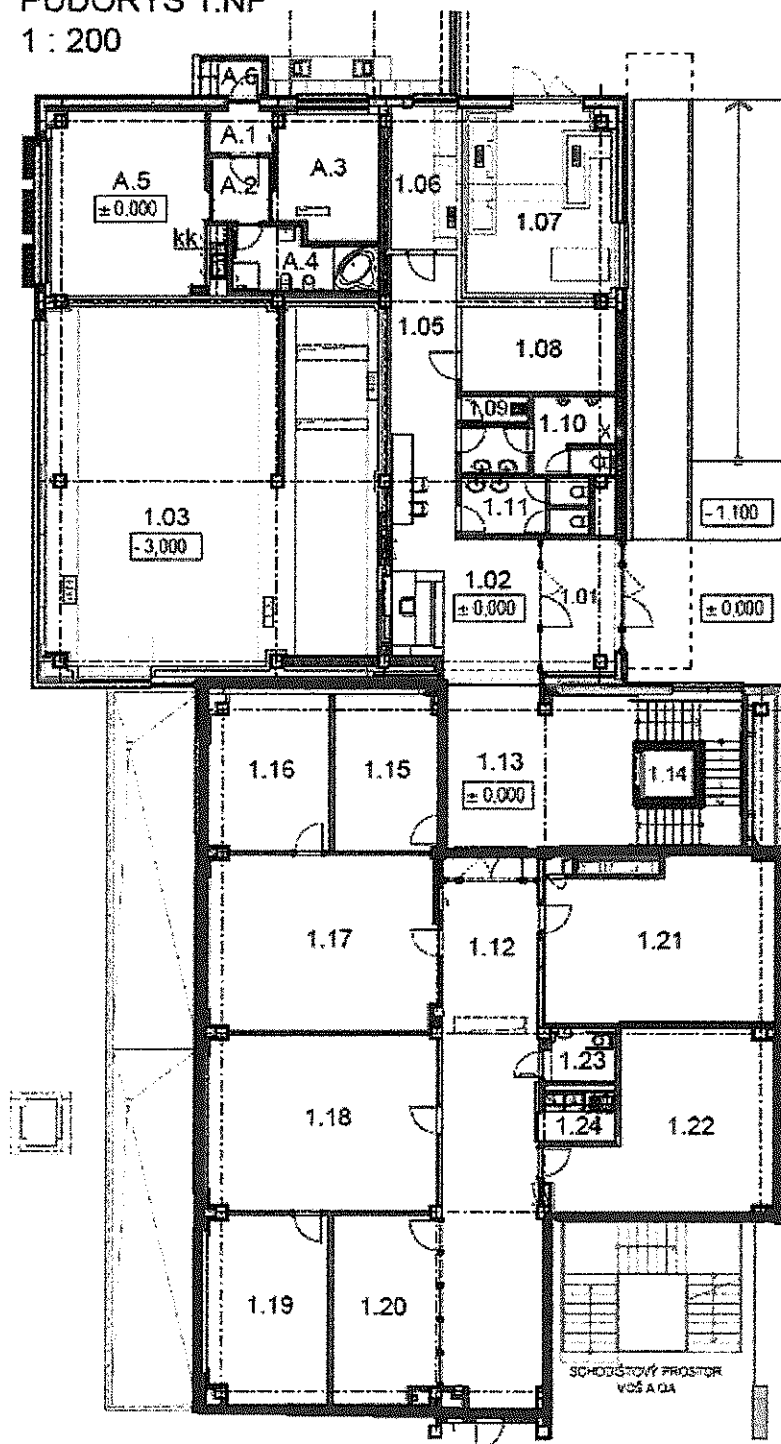 PŮDORYS 1.NP
1 : 200
A.6
A.1
A.5
± 0,000
A.2
A.3
1.06
1.07
kk
A.4
1.05
1.08
1.09
1.10
1.03
- 3,000
1.11
- 1,100
1.02
± 0,000
1.01
± 0,000
1.16
1.15
1.13
± 0,000
1.14
1.17
1.12
1.21
1.18
1.23
1.24
1.22
1.19
1.20
SCHODIŠŤOVÝ PROSTOR
VOŠ A OA